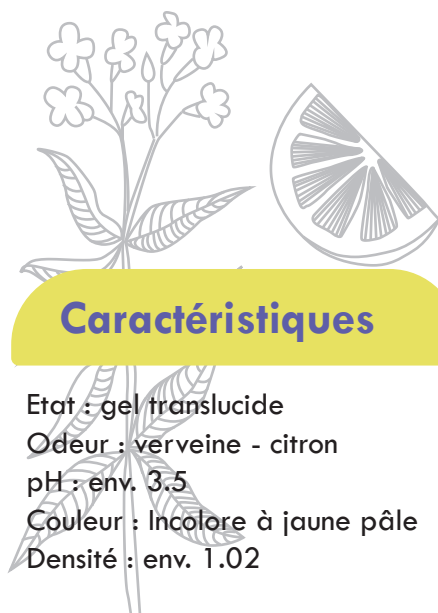 Caractéristiques
Etat : gel translucide
Odeur : verveine - citron
pH : env. 3.5
Couleur : Incolore à jaune pâle
Densité : env. 1.02